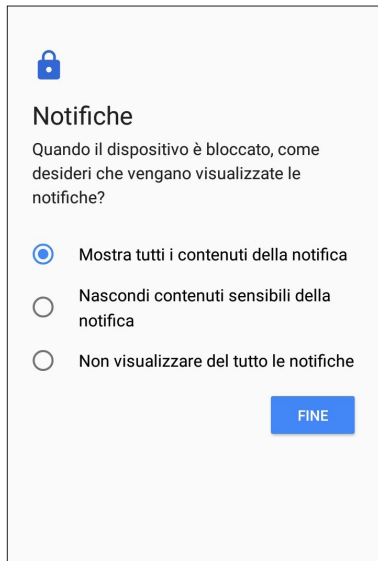 Notifiche
Quando il dispositivo è bloccato, come
desideri che vengano visualizzate le
notifiche?
Mostra tutti i contenuti della notifica
Nascondi contenuti sensibili della
notifica
Non visualizzare del tutto le notifiche
FINE